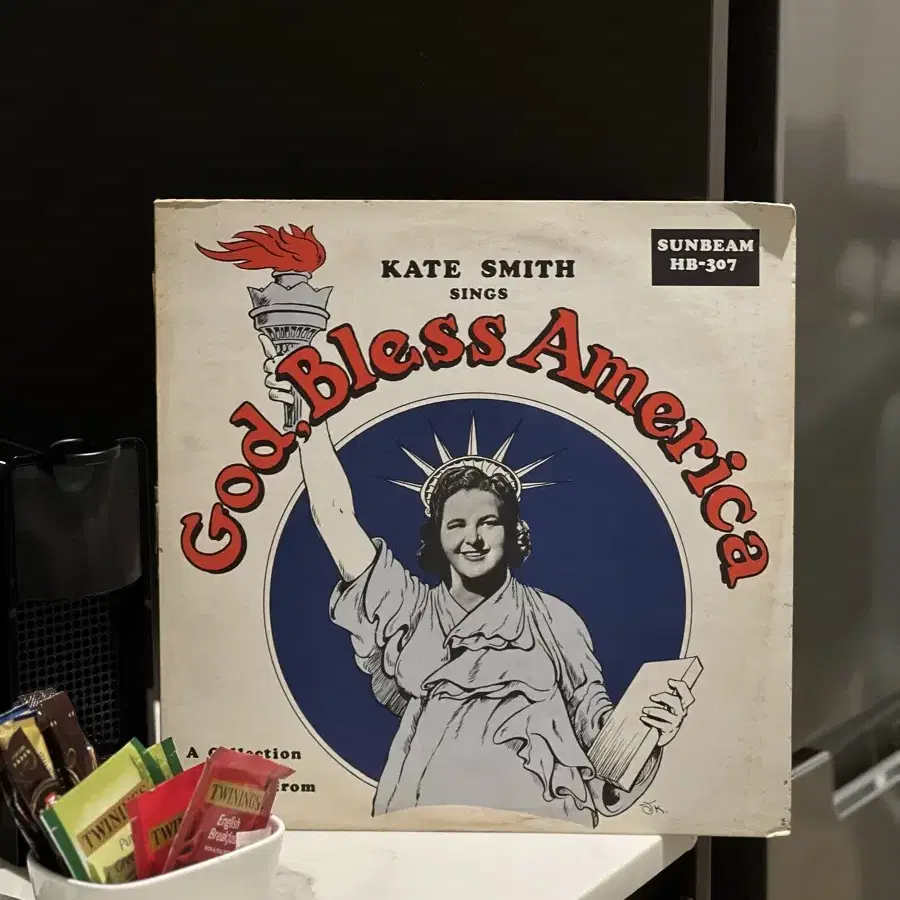 KATE SMITH
SINGS
God Bless America
SUNBEAM
HB-307
A Collection
from
J.K.
TWININGS
TWININGS
English
Breakfast